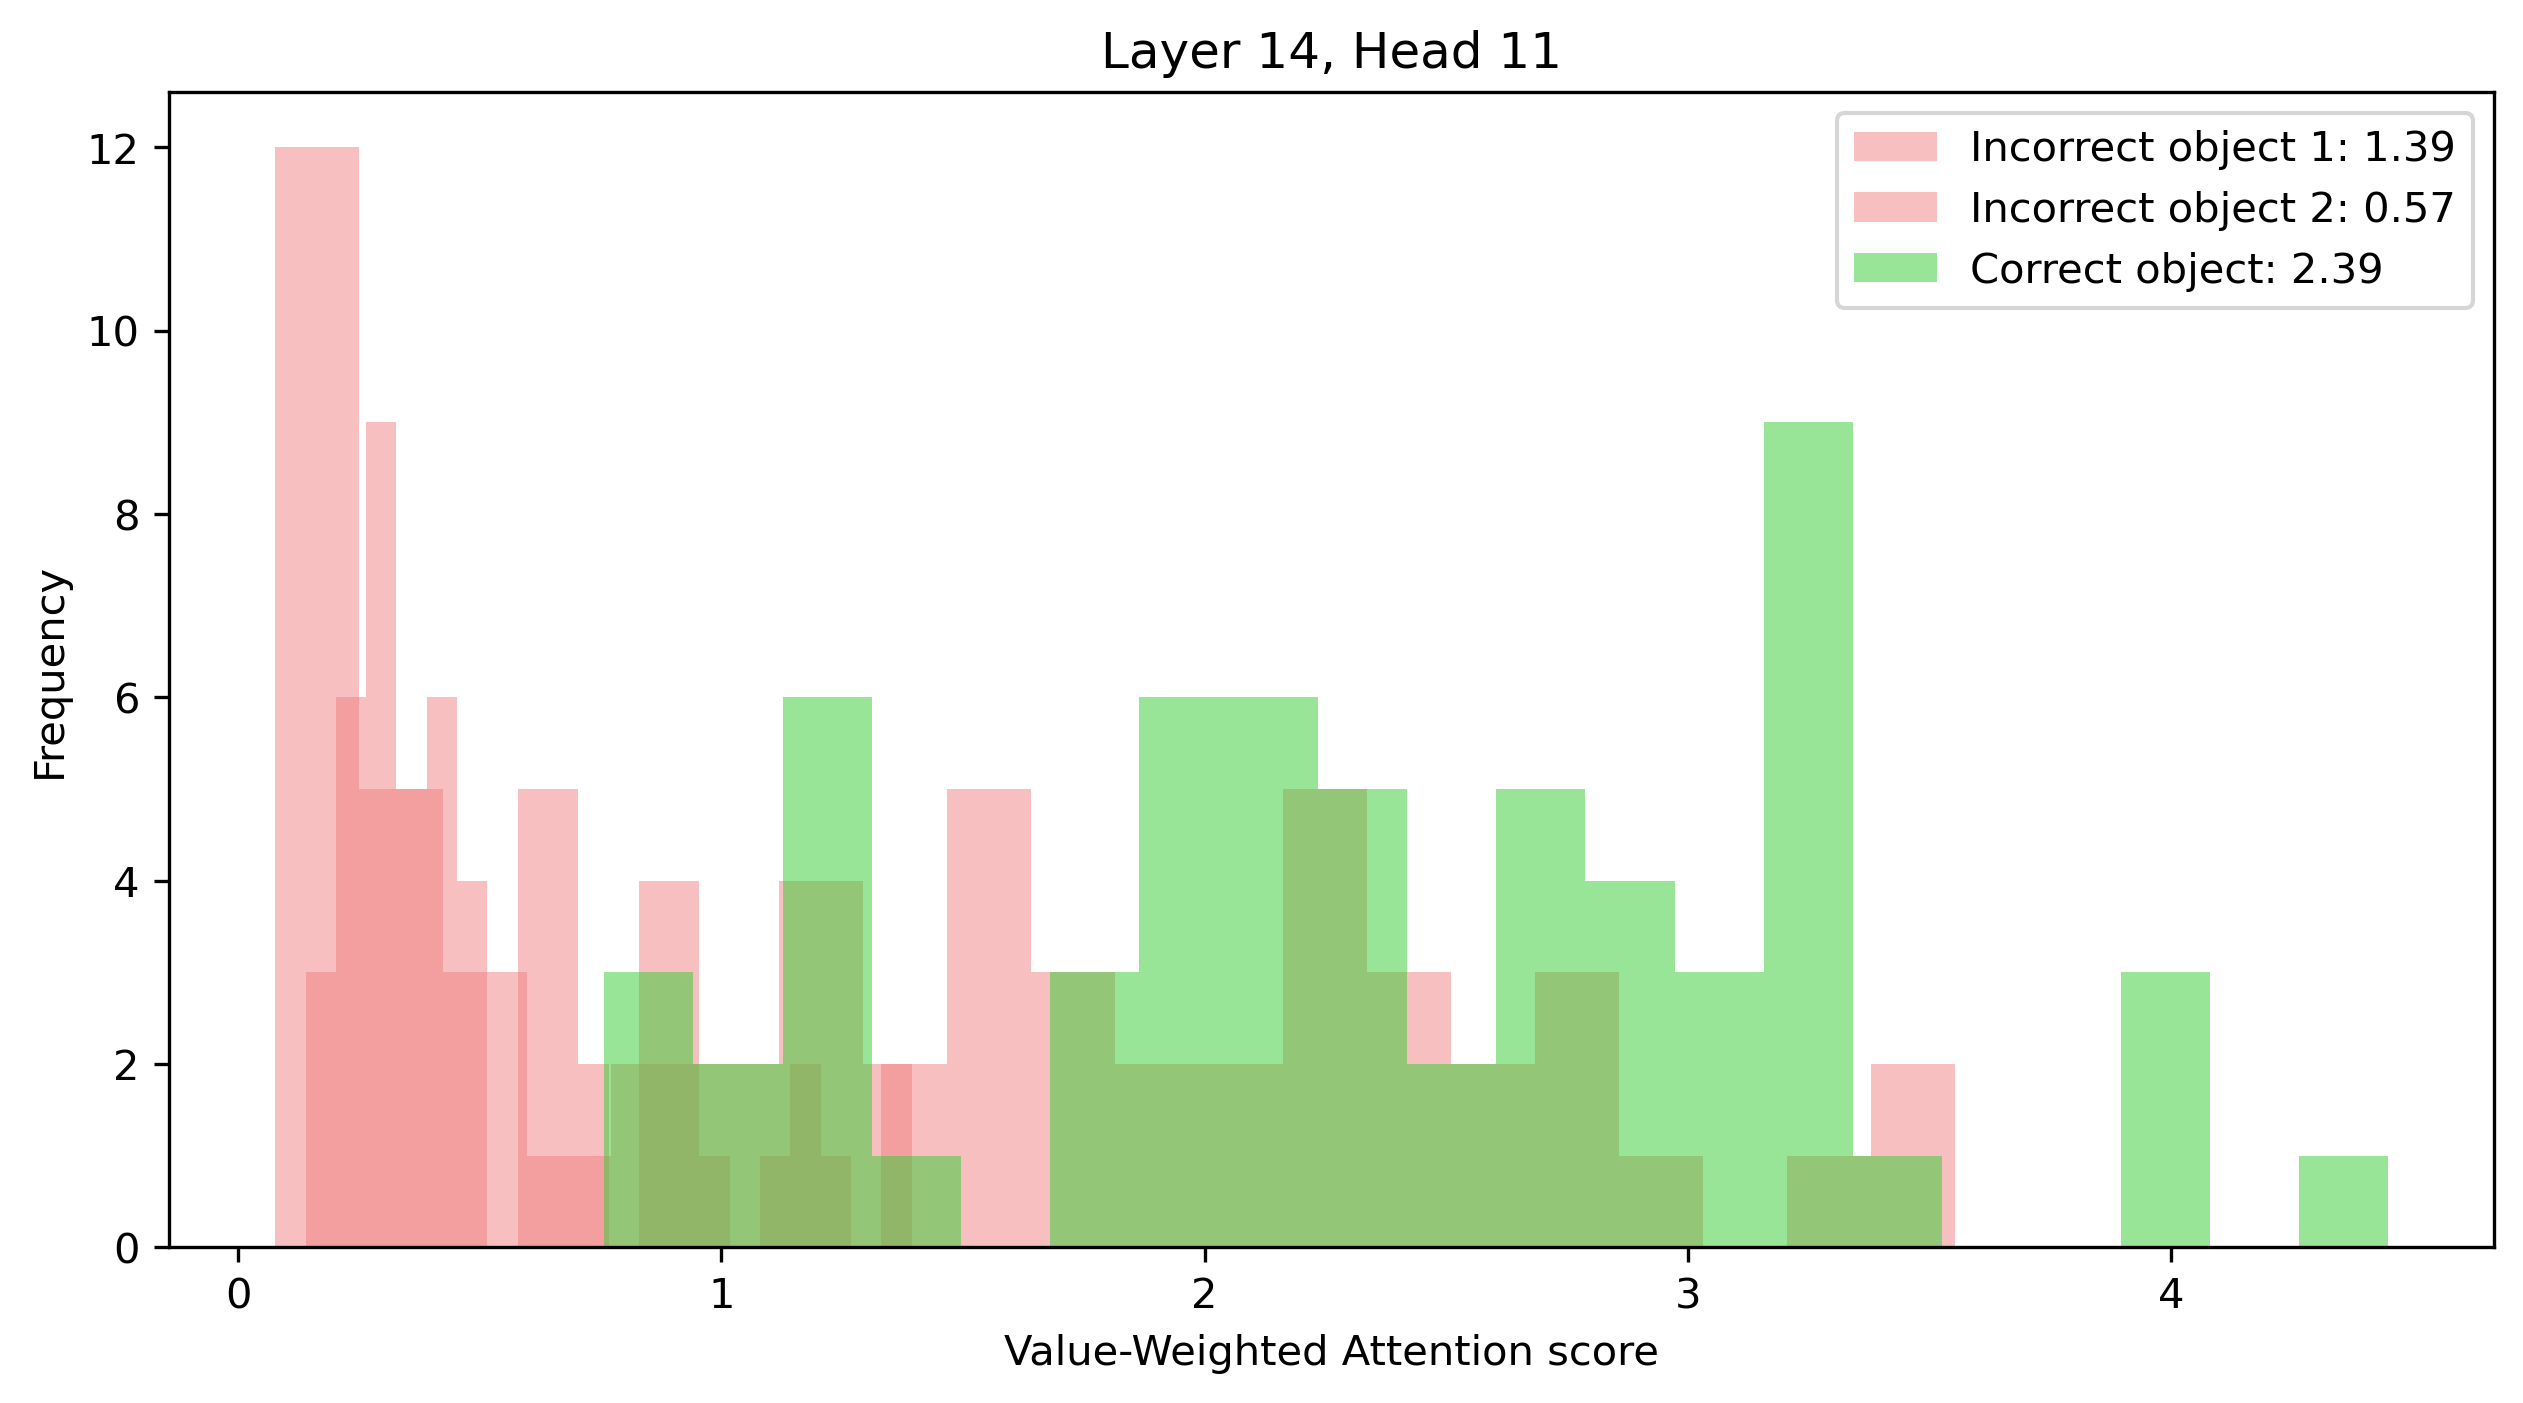 Layer 14, Head 11
Incorrect object 1: 1.39
Incorrect object 2: 0.57
Correct object: 2.39
Frequency
12
10
8
6
4
2
0
0 1 2 3 4
Value-Weighted Attention score